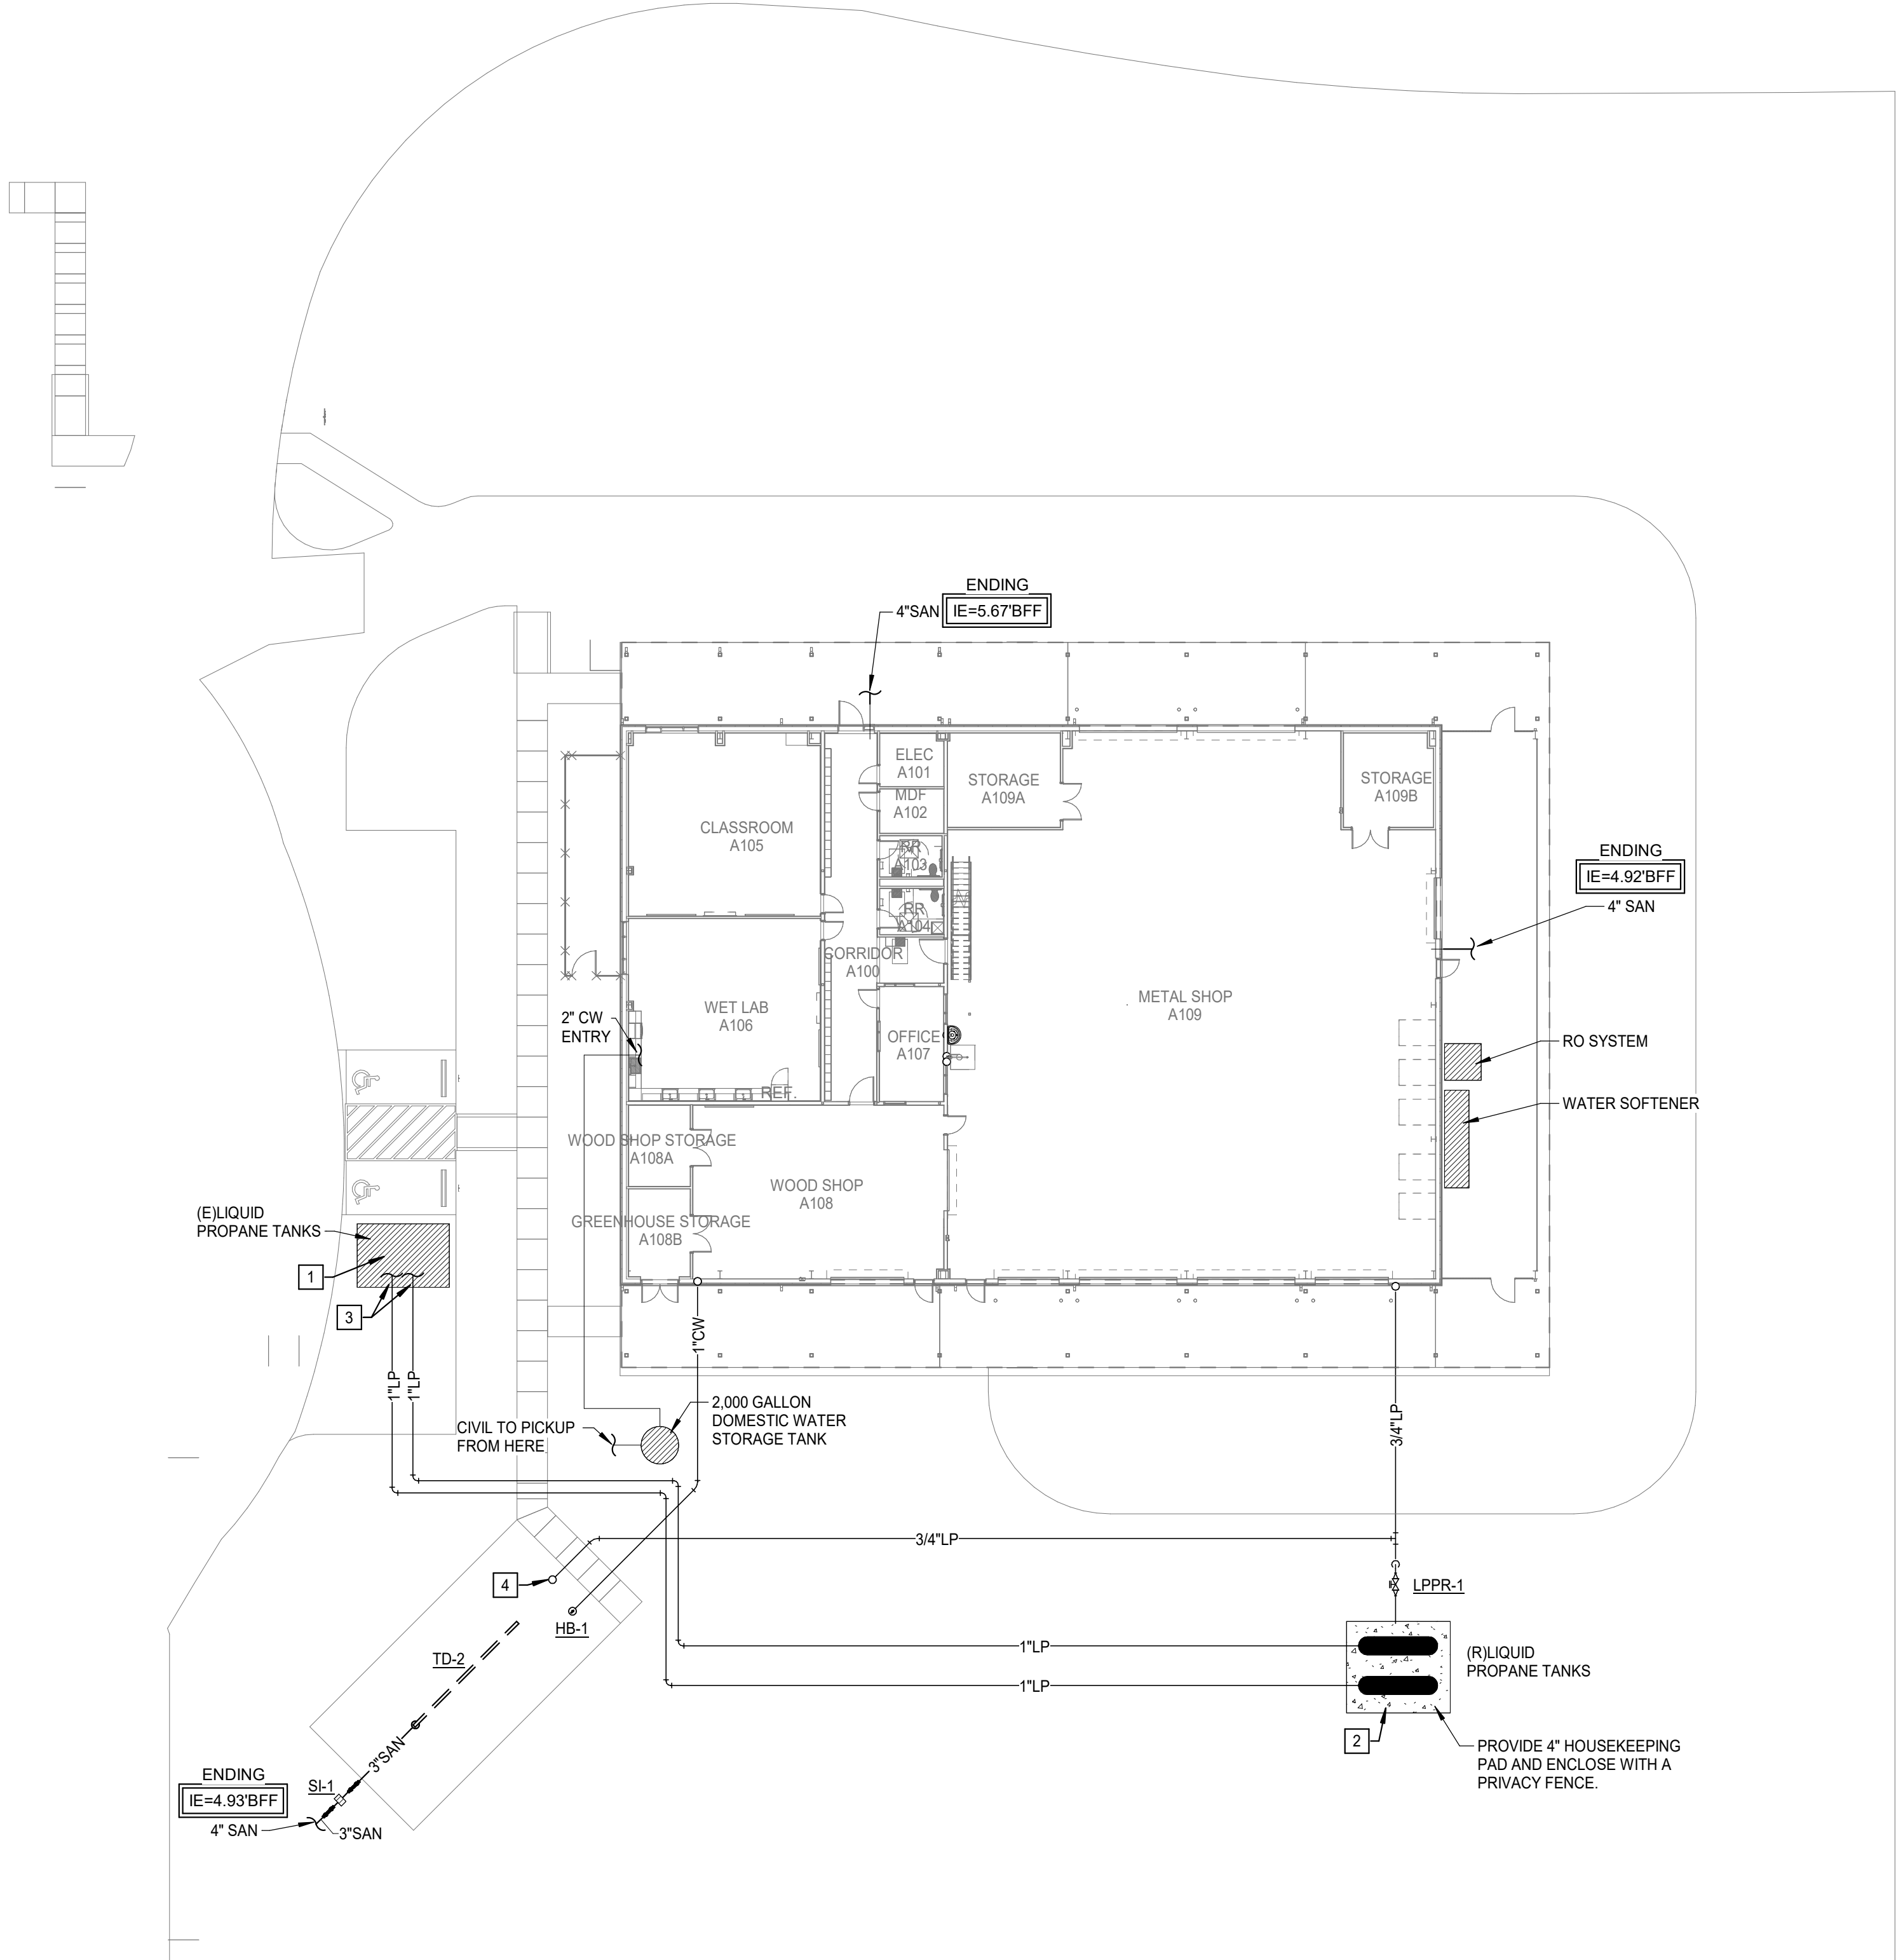 ENDING
4"SAN
IE=5.67'BFF
ELEC
A101
MDF
A102
STORAGE
A109A
STORAGE
A109B
CLASSROOM
A105
RR
A103
RR
A104
ENDING
IE=4.92'BFF
4" SAN
CORRIDOR
A100
WET LAB
A106
METAL SHOP
A109
2" CW
ENTRY
OFFICE
A107
RO SYSTEM
REF.
WATER SOFTENER
WOOD SHOP STORAGE
A108A
WOOD SHOP
A108
(E)LIQUID
PROPANE TANKS
GREENHOUSE STORAGE
A108B
1
3
1"CW
1"LP
1"LP
2,000 GALLON
DOMESTIC WATER
STORAGE TANK
CIVIL TO PICKUP
FROM HERE
3/4"LP
3/4"LP
4
LPPR-1
HB-1
1"LP
TD-2
(R)LIQUID
PROPANE TANKS
1"LP
2
PROVIDE 4" HOUSEKEEPING
PAD AND ENCLOSE WITH A
PRIVACY FENCE.
3"SAN
ENDING
IE=4.93'BFF
SI-1
4" SAN
3"SAN